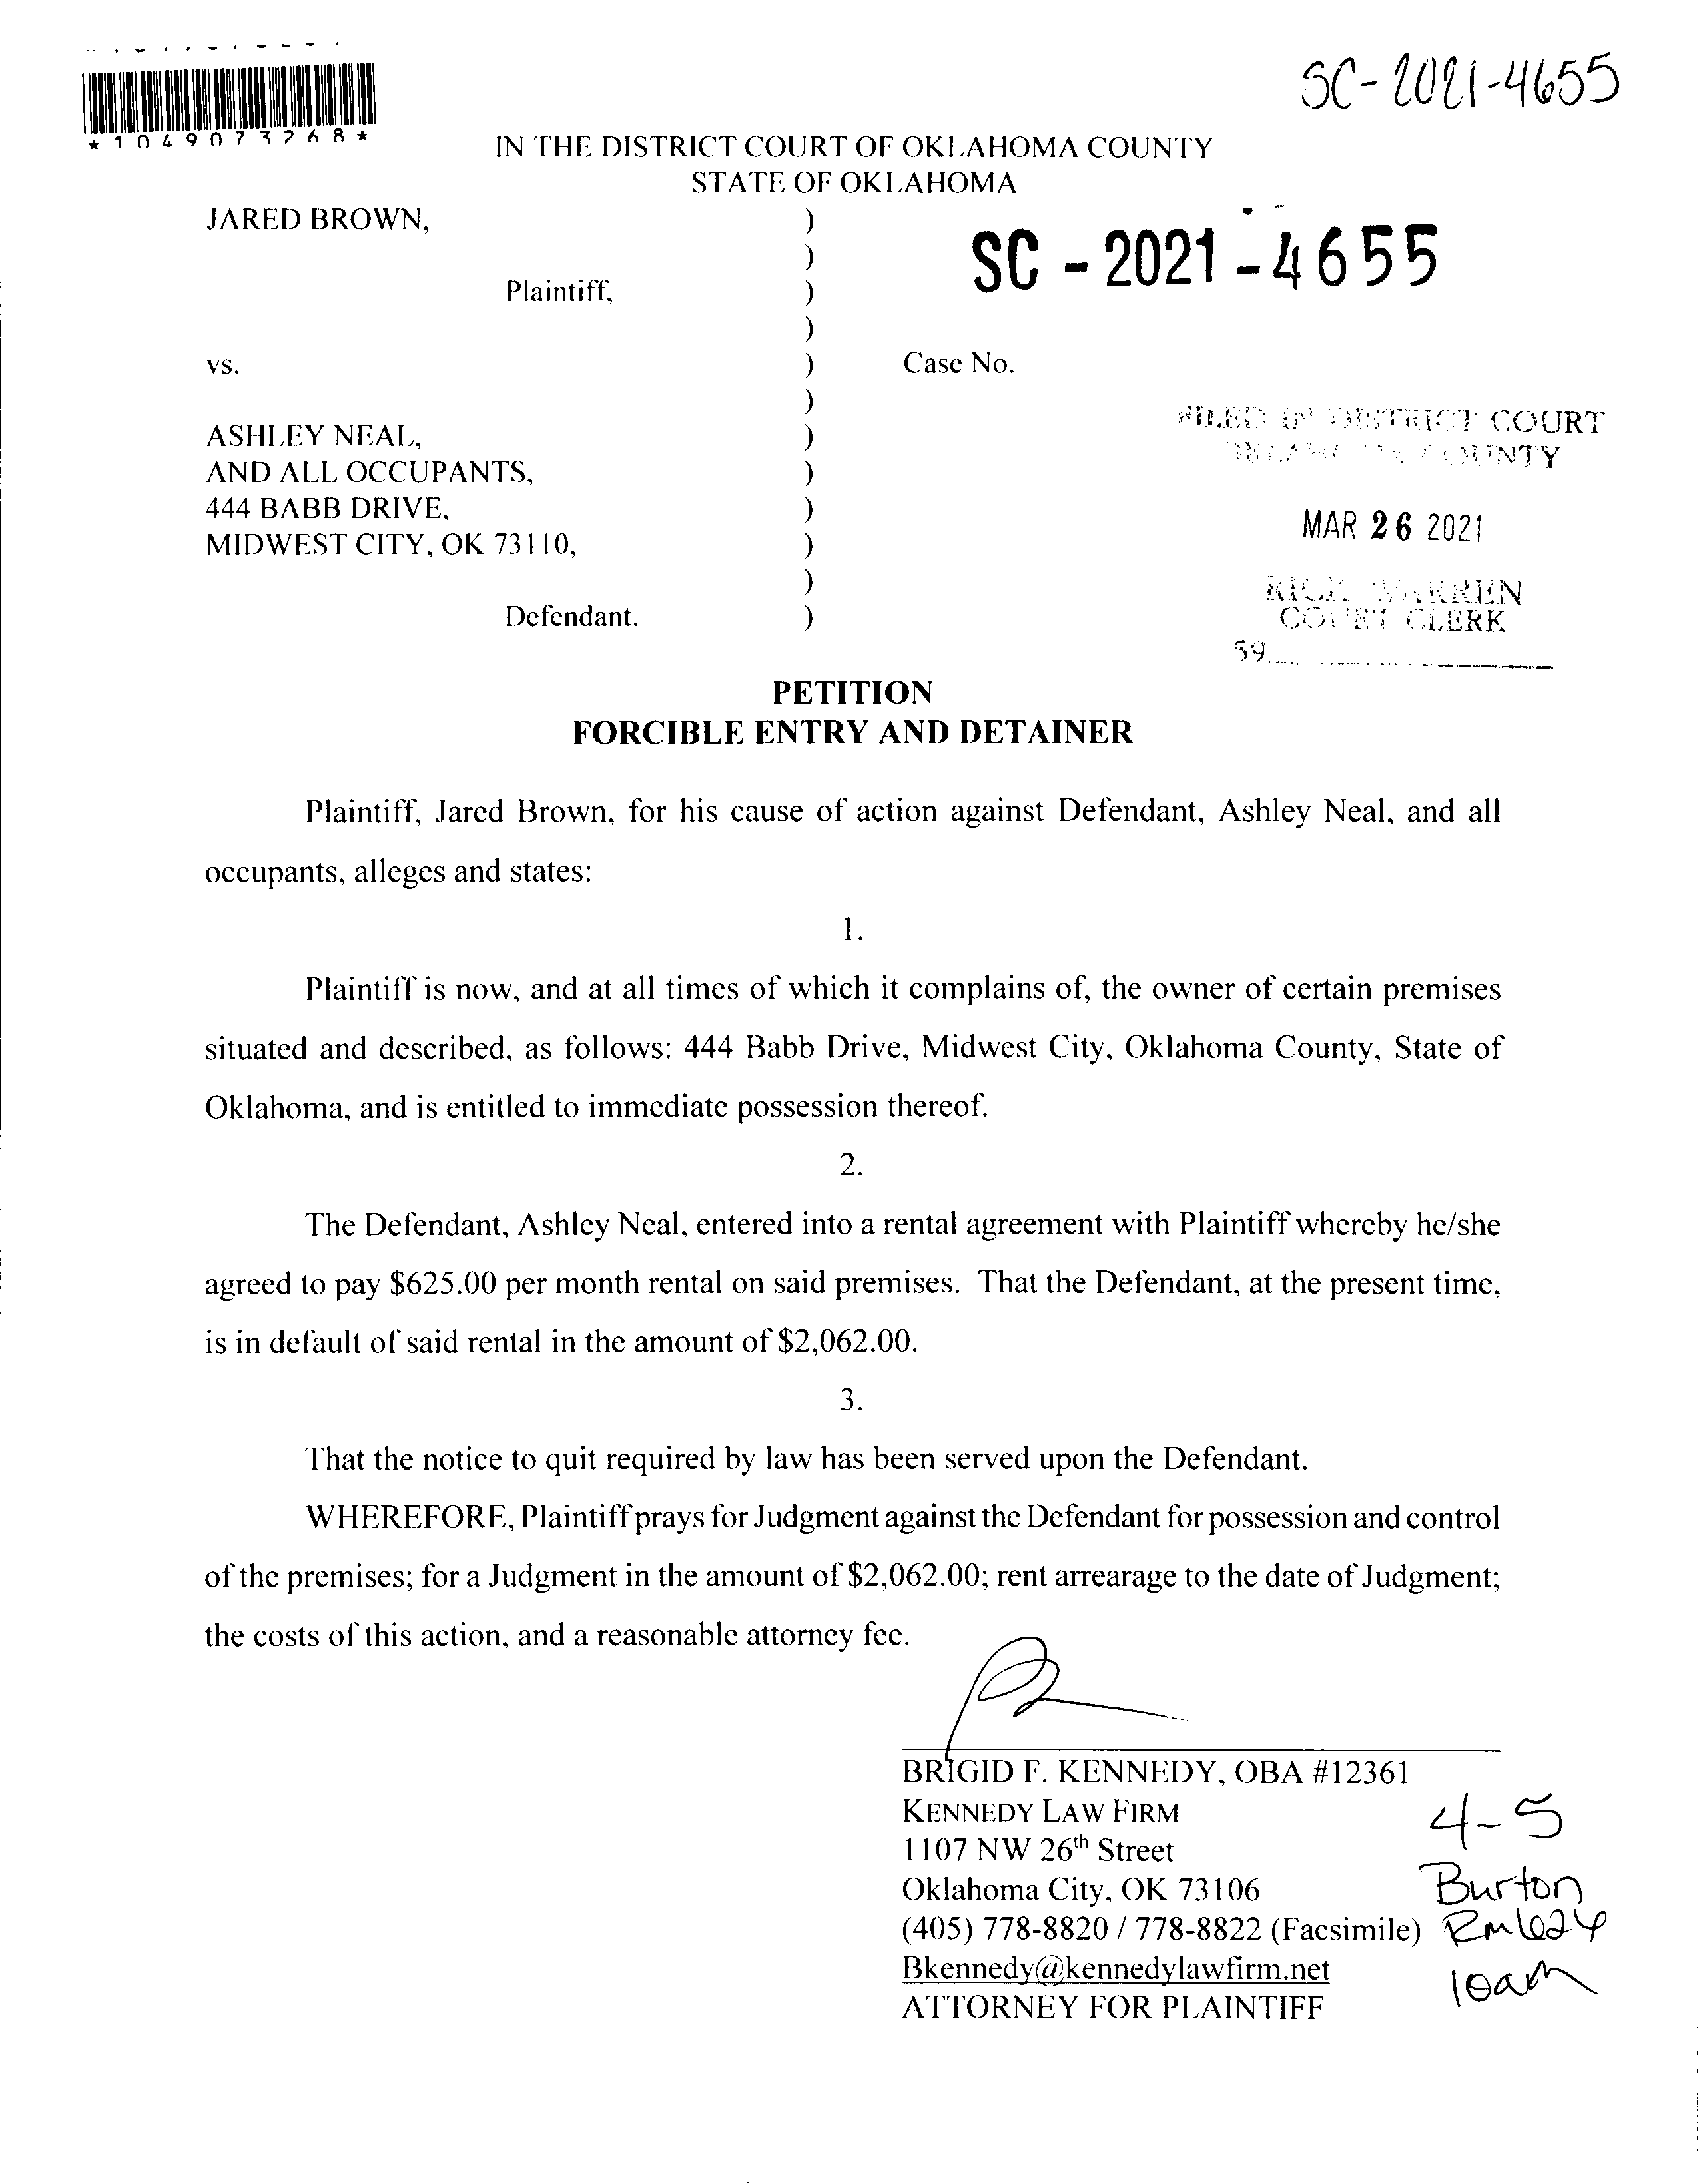 SC-2021-4655
*1049073268*
IN THE DISTRICT COURT OF OKLAHOMA COUNTY
STATE OF OKLAHOMA
JARED BROWN, )
)
Plaintiff, )
)
vs. ) Case No.
SC - 2021 - 4655
)
ASHLEY NEAL, )
AND ALL OCCUPANTS, )
444 BABB DRIVE, )
MIDWEST CITY, OK 73110, )
)
Defendant. )
FILED IN DISTRICT COURT
OKLAHOMA COUNTY
MAR 26 2021
RICK WARREN
COURT CLERK
59
PETITION
FORCIBLE ENTRY AND DETAINER
Plaintiff, Jared Brown, for his cause of action against Defendant, Ashley Neal, and all
occupants, alleges and states:
1.
Plaintiff is now, and at all times of which it complains of, the owner of certain premises
situated and described, as follows: 444 Babb Drive, Midwest City, Oklahoma County, State of
Oklahoma, and is entitled to immediate possession thereof.
2.
The Defendant, Ashley Neal, entered into a rental agreement with Plaintiff whereby he/she
agreed to pay $625.00 per month rental on said premises. That the Defendant, at the present time,
is in default of said rental in the amount of $2,062.00.
3.
That the notice to quit required by law has been served upon the Defendant.
WHEREFORE, Plaintiff prays for Judgment against the Defendant for possession and control
of the premises; for a Judgment in the amount of $2,062.00; rent arrearage to the date of Judgment;
the costs of this action, and a reasonable attorney fee.
BRIGID F. KENNEDY, OBA #12361
KENNEDY LAW FIRM
1107 NW 26th Street
Oklahoma City, OK 73106
(405) 778-8820 / 778-8822 (Facsimile)
Bkennedy@kennedylawfirm.net
ATTORNEY FOR PLAINTIFF
4-5
Burton
Rm 624
10am